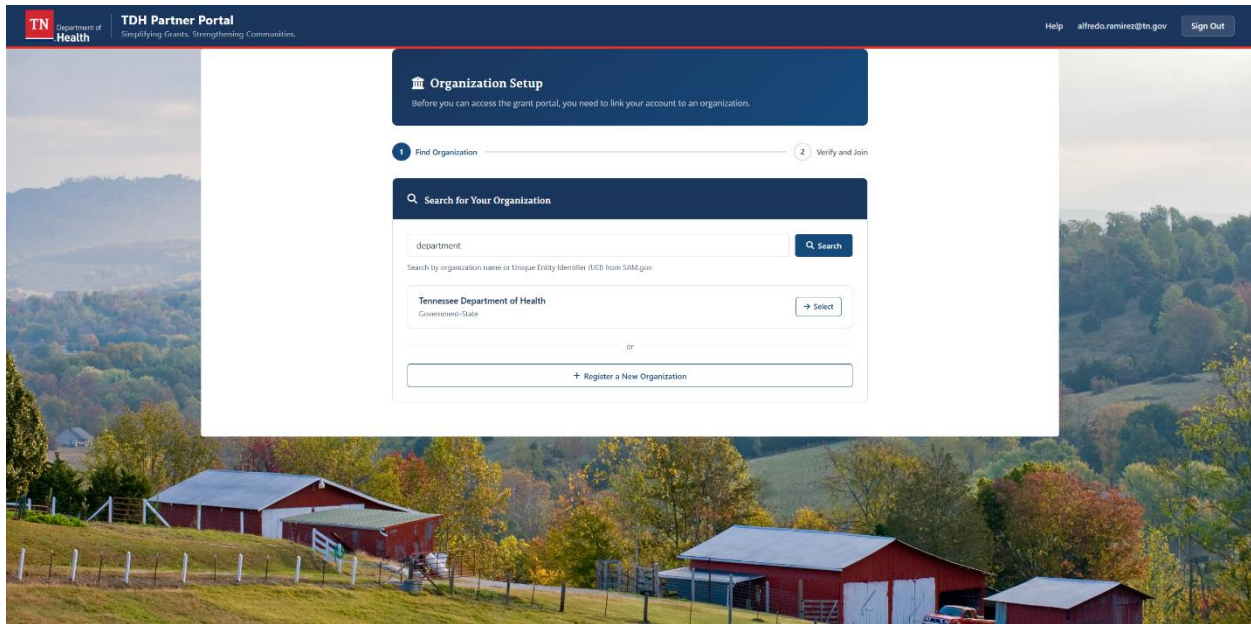 TN Department of Health
TDH Partner Portal
Simplifying Grants. Strengthening Communities.
Help alfredo.ramirez@tn.gov Sign Out
Organization Setup
Before you can access the grant portal, you need to link your account to an organization.
1 Find Organization 2 Verify and Join
Search for Your Organization
department Search
Search by organization name or Unique Entity Identifier (UEI) from SAM.gov.
Tennessee Department of Health
Government-State
→ Select
or
+ Register a New Organization